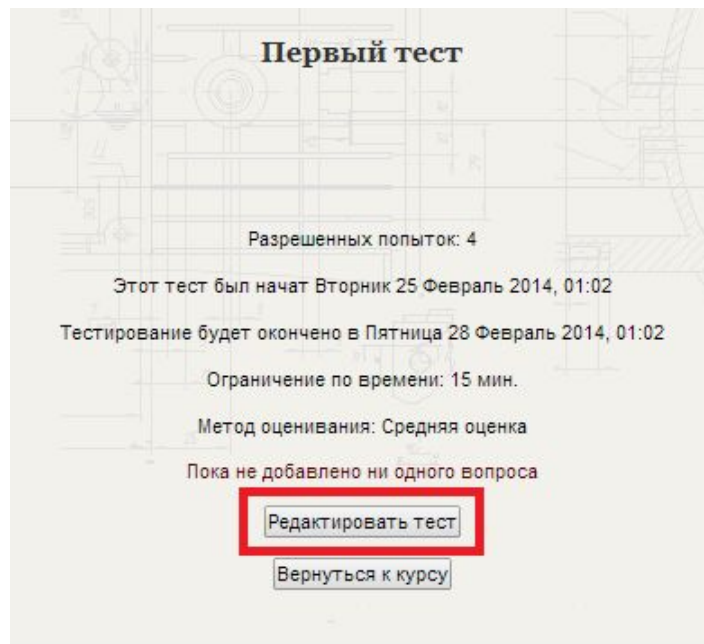 Первый тест
Разрешенных попыток: 4
Этот тест был начат Вторник 25 Февраль 2014, 01:02
Тестирование будет окончено в Пятница 28 Февраль 2014, 01:02
Ограничение по времени: 15 мин.
Метод оценивания: Средняя оценка
Пока не добавлено ни одного вопроса
Редактировать тест
Вернуться к курсу